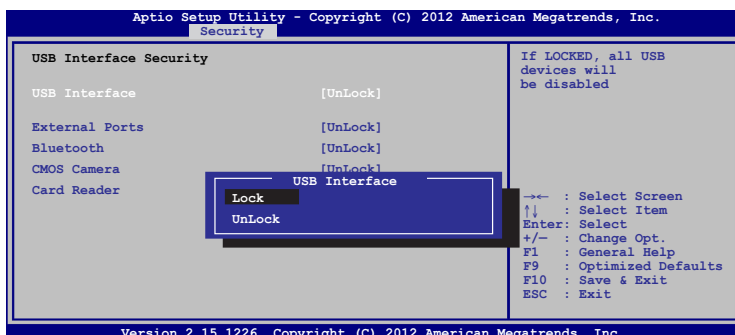 Aptio Setup Utility - Copyright (C) 2012 American Megatrends, Inc.
Security
USB Interface Security
USB Interface [UnLock]
External Ports [UnLock]
Bluetooth [UnLock]
CMOS Camera [UnLock]
Card Reader
USB Interface
Lock
UnLock
If LOCKED, all USB
devices will
be disabled
→← : Select Screen
↑↓ : Select Item
Enter: Select
+/— : Change Opt.
F1 : General Help
F9 : Optimized Defaults
F10 : Save & Exit
ESC : Exit
Version 2.15.1226. Copyright (C) 2012 American Megatrends, Inc.